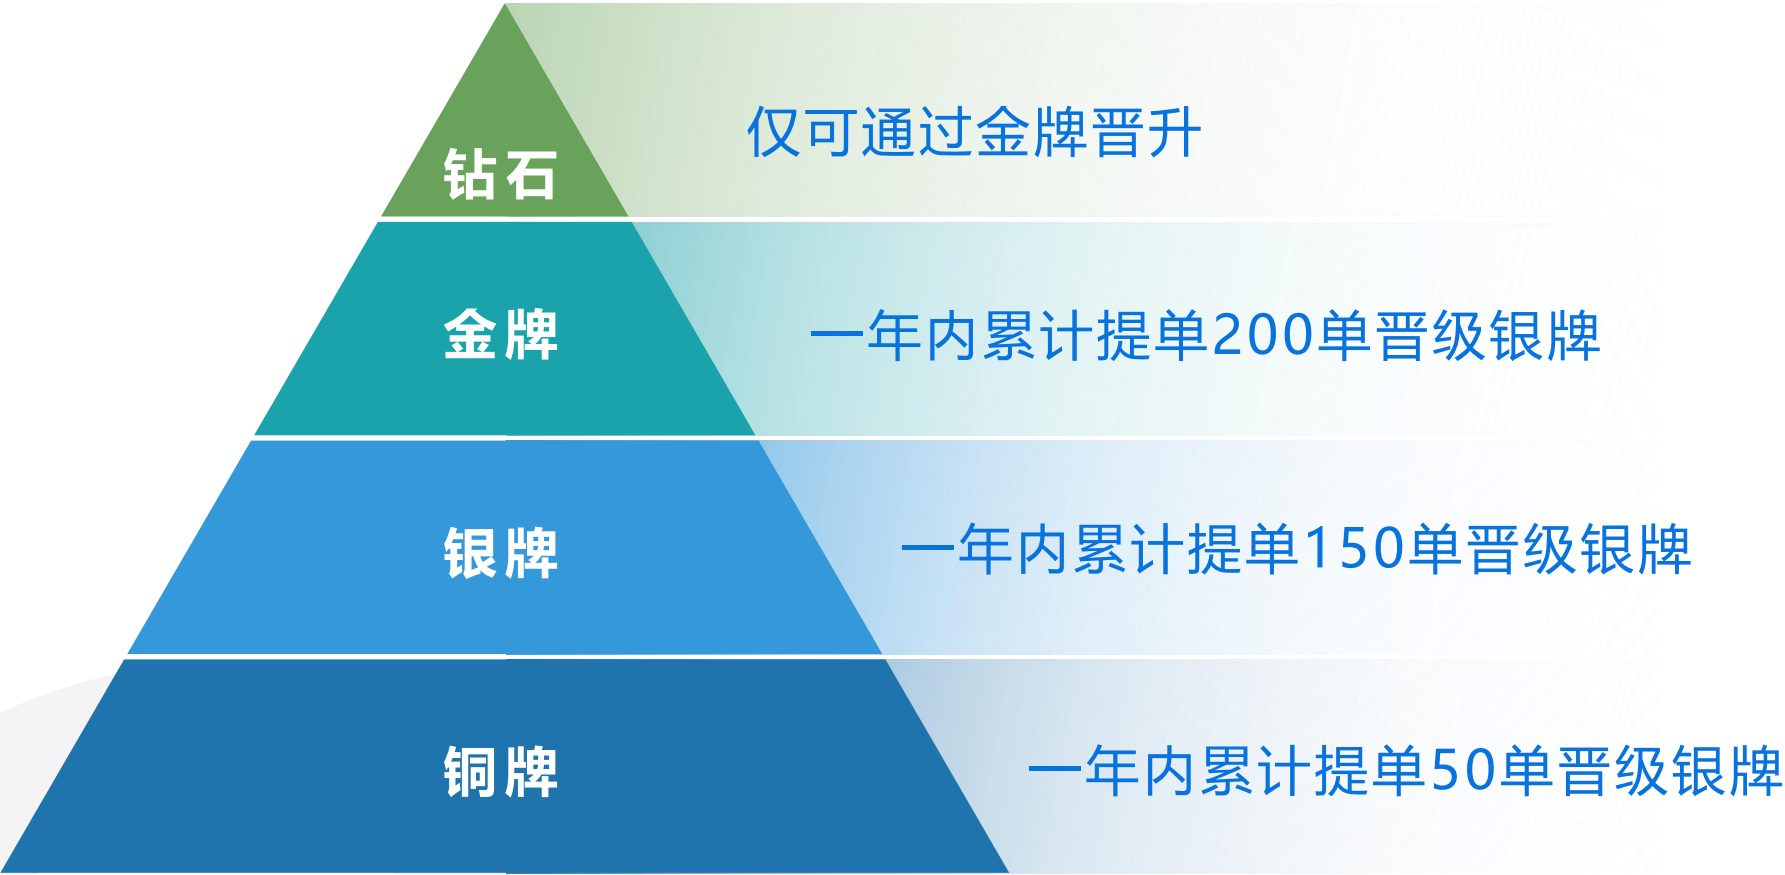 钻石
仅可通过金牌晋升
金牌
一年内累计提单200单晋级银牌
银牌
一年内累计提单150单晋级银牌
铜牌
一年内累计提单50单晋级银牌